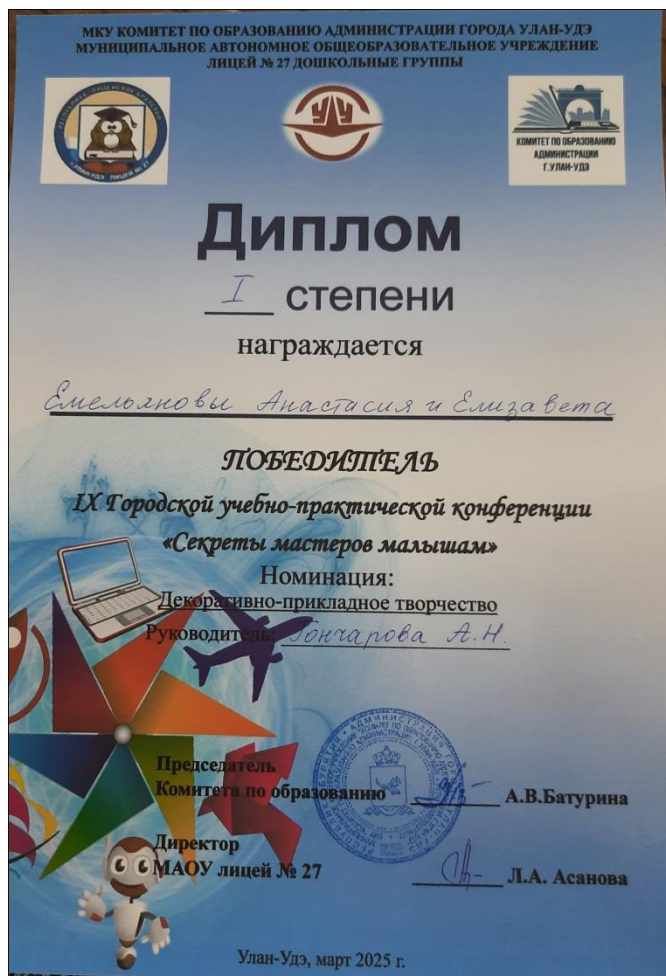 МКУ КОМИТЕТ ПО ОБРАЗОВАНИЮ АДМИНИСТРАЦИИ ГОРОДА УЛАН-УДЭ
МУНИЦИПАЛЬНОЕ АВТОНОМНОЕ ОБЩЕОБРАЗОВАТЕЛЬНОЕ УЧРЕЖДЕНИЕ
ЛИЦЕЙ № 27 ДОШКОЛЬНЫЕ ГРУППЫ
УЛУ
КОМИТЕТ ПО ОБРАЗОВАНИЮ
АДМИНИСТРАЦИИ
Г.УЛАН-УДЭ
Диплом
I степени
награждается
Емельяновы Анастасия и Елизавета
ПОБЕДИТЕЛЬ
IX Городской учебно-практической конференции
«Секреты мастеров малышам»
Номинация:
Декоративно-прикладное творчество
Руководитель: Гончарова А.Н.
Председатель
Комитета по образованию А.В.Батурина
Директор
МАОУ лицей № 27 Л.А. Асанова
Улан-Удэ, март 2025 г.